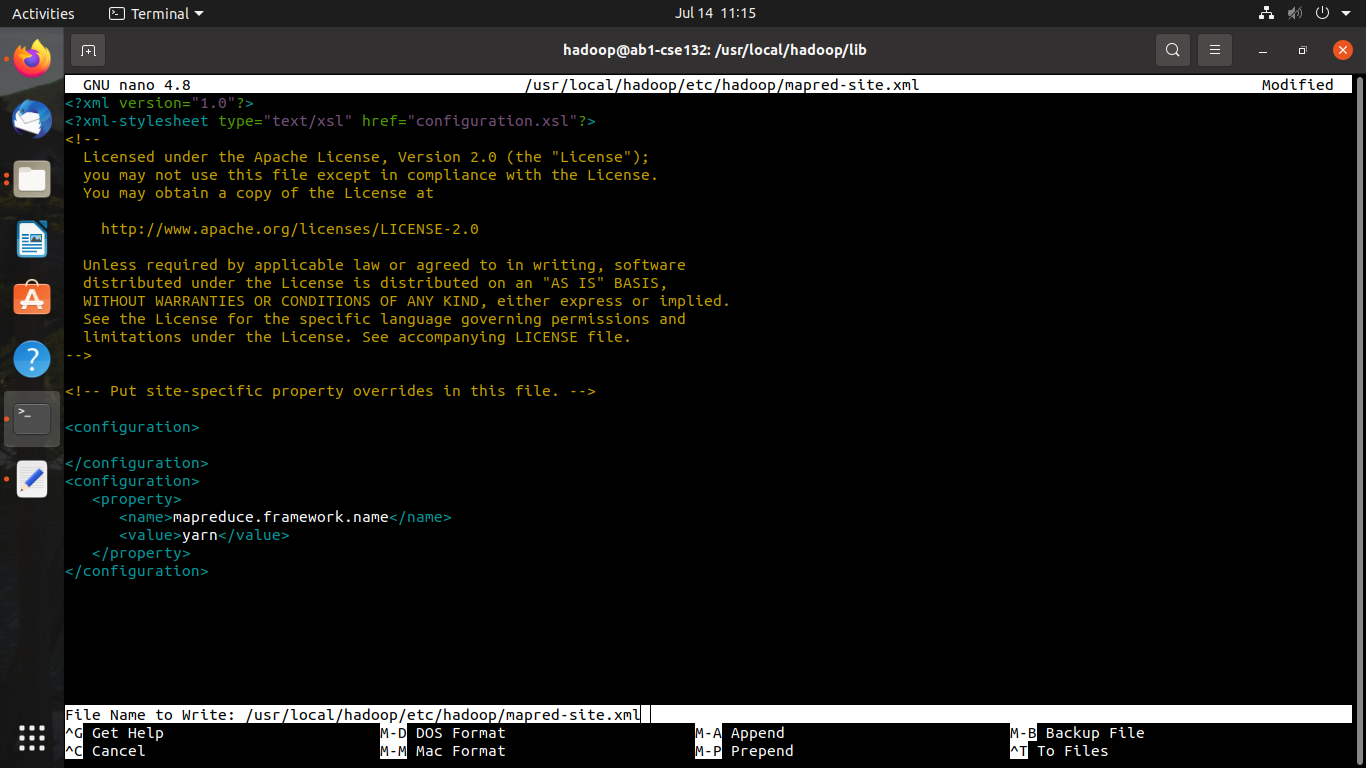 Activities
Terminal
Jul 14 11:15
hadoop@ab1-cse132: /usr/local/hadoop/lib
GNU nano 4.8 /usr/local/hadoop/etc/hadoop/mapred-site.xml Modified
<?xml version="1.0"?>
<?xml-stylesheet type="text/xsl" href="configuration.xsl"?>
<!--
  Licensed under the Apache License, Version 2.0 (the "License");
  you may not use this file except in compliance with the License.
  You may obtain a copy of the License at

    http://www.apache.org/licenses/LICENSE-2.0

  Unless required by applicable law or agreed to in writing, software
  distributed under the License is distributed on an "AS IS" BASIS,
  WITHOUT WARRANTIES OR CONDITIONS OF ANY KIND, either express or implied.
  See the License for the specific language governing permissions and
  limitations under the License. See accompanying LICENSE file.
-->

<!-- Put site-specific property overrides in this file. -->

<configuration>

</configuration>
<configuration>
   <property>
      <name>mapreduce.framework.name</name>
      <value>yarn</value>
   </property>
</configuration>
File Name to Write: /usr/local/hadoop/etc/hadoop/mapred-site.xml
^G Get Help M-D DOS Format M-A Append M-B Backup File
^C Cancel M-M Mac Format M-P Prepend ^T To Files